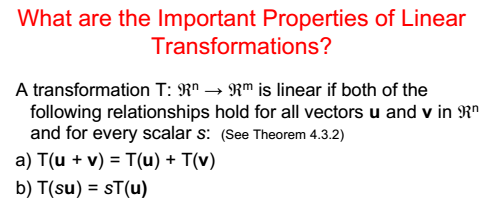 What are the Important Properties of Linear
Transformations?
A transformation T: ℜⁿ → ℜᵐ is linear if both of the
following relationships hold for all vectors u and v in ℜⁿ
and for every scalar s: (See Theorem 4.3.2)
a) T(u + v) = T(u) + T(v)
b) T(su) = sT(u)